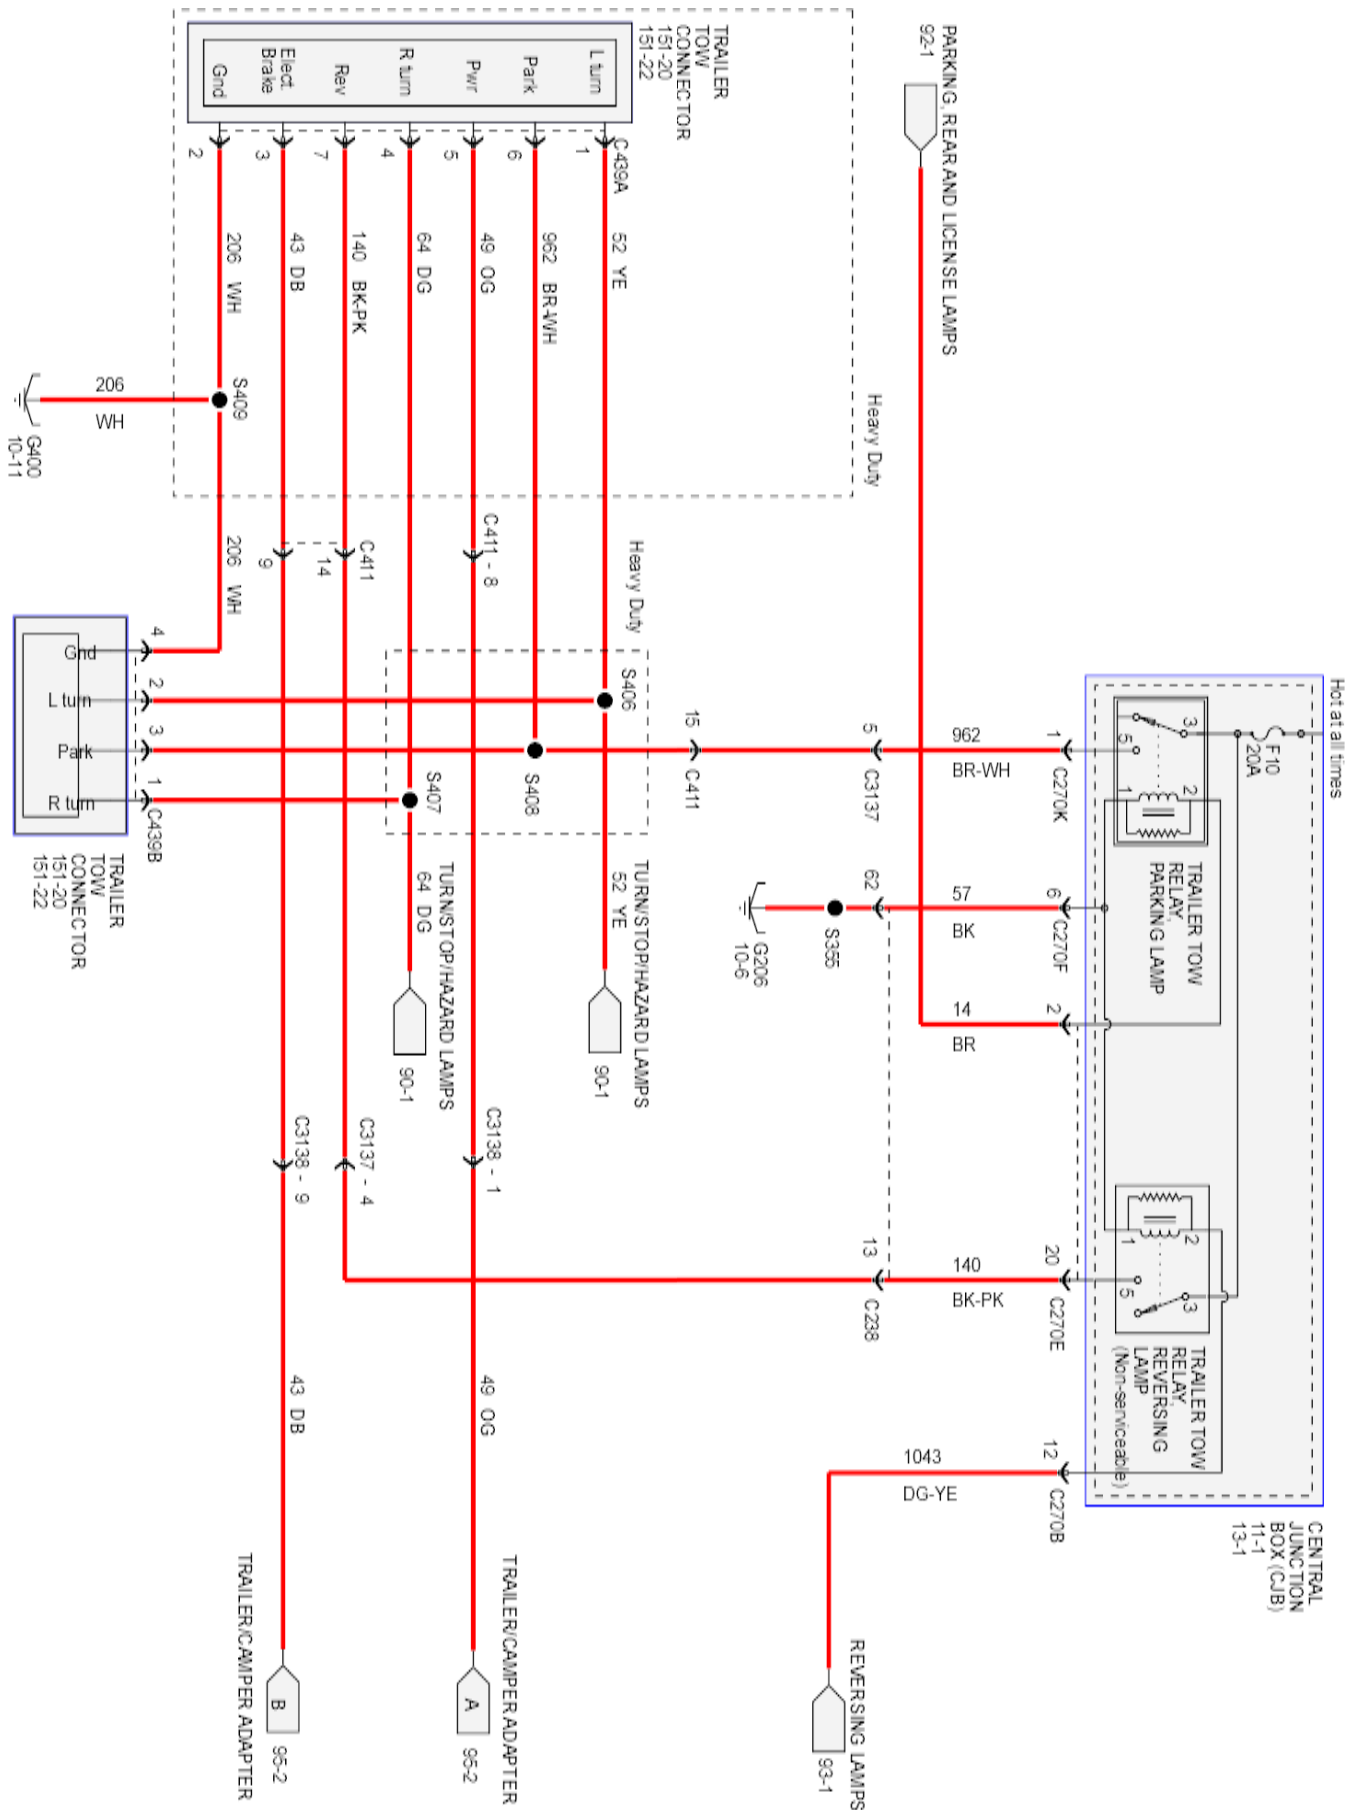 Hot at all times
F10
20A
3
5
2
1
TRAILER TOW
RELAY,
PARKING LAMP
2
1
5
3
TRAILER TOW
RELAY,
REVERSING
LAMP
(Non-serviceable)
CENTRAL
JUNCTION
BOX (CJB)
11-1
13-1
1
C270K
6
C270F
2
20
C270E
12
C270B
962
BR-WH
57
BK
14
BR
140
BK-PK
1043
DG-YE
PARKING, REAR AND LICENSE LAMPS
92-1
5
C3137
62
13
C238
S355
G206
10-6
REVERSING LAMPS
93-1
15
C411
Heavy Duty
TRAILER
TOW
CONNECTOR
151-20
151-22
L turn
Park
Pwr
R turn
Rev
Elect.
Brake
Gnd
C439A
1
6
5
4
7
3
2
52 YE
962 BR-WH
49 OG
64 DG
140 BK-PK
43 DB
206 WH
S409
206
WH
G400
10-11
206 WH
Heavy Duty
C411 - 8
C411
14
9
S406
S408
S407
52 YE
TURN/STOP/HAZARD LAMPS
90-1
64 DG
TURN/STOP/HAZARD LAMPS
90-1
C3138 - 1
C3137 - 4
C3138 - 9
49 OG
43 DB
TRAILER/CAMPER ADAPTER
A
95-2
TRAILER/CAMPER ADAPTER
B
95-2
4
2
3
1
C439B
Gnd
L turn
Park
R turn
TRAILER
TOW
CONNECTOR
151-20
151-22